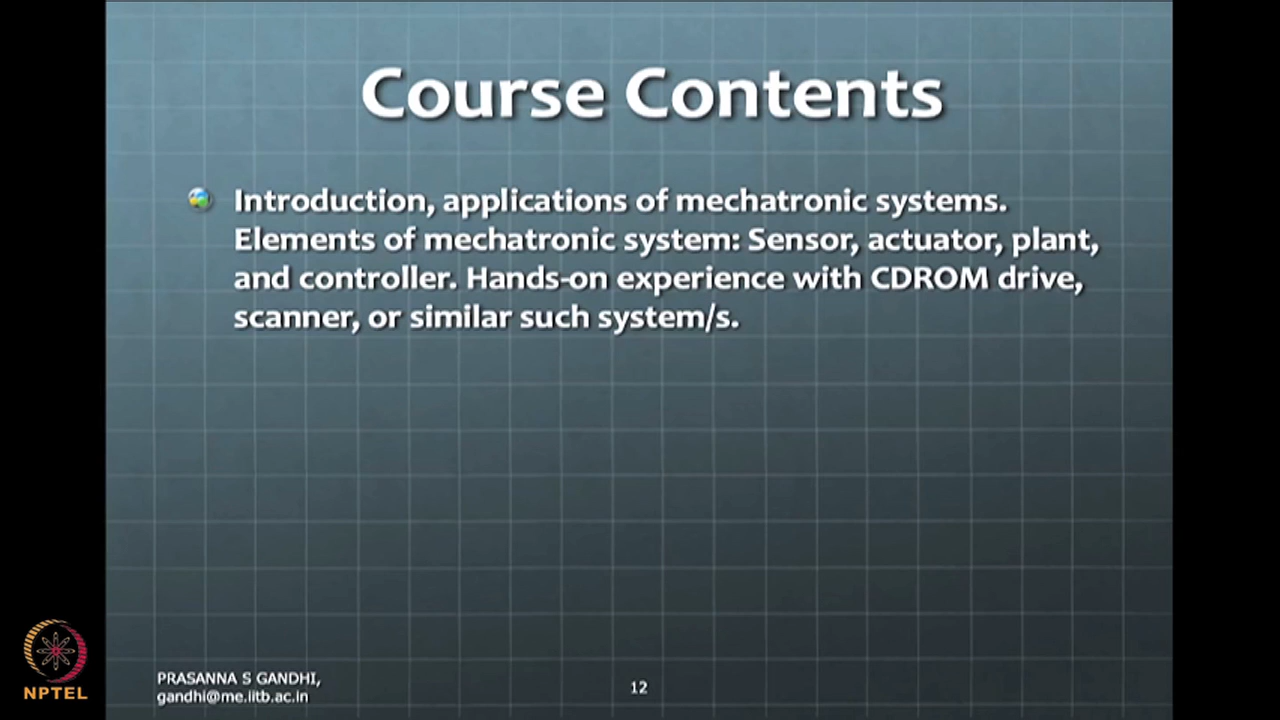 Course Contents
Introduction, applications of mechatronic systems.
Elements of mechatronic system: Sensor, actuator, plant,
and controller. Hands-on experience with CDROM drive,
scanner, or similar such system/s.
PRASANNA S GANDHI,
gandhi@me.iitb.ac.in
12
NPTEL